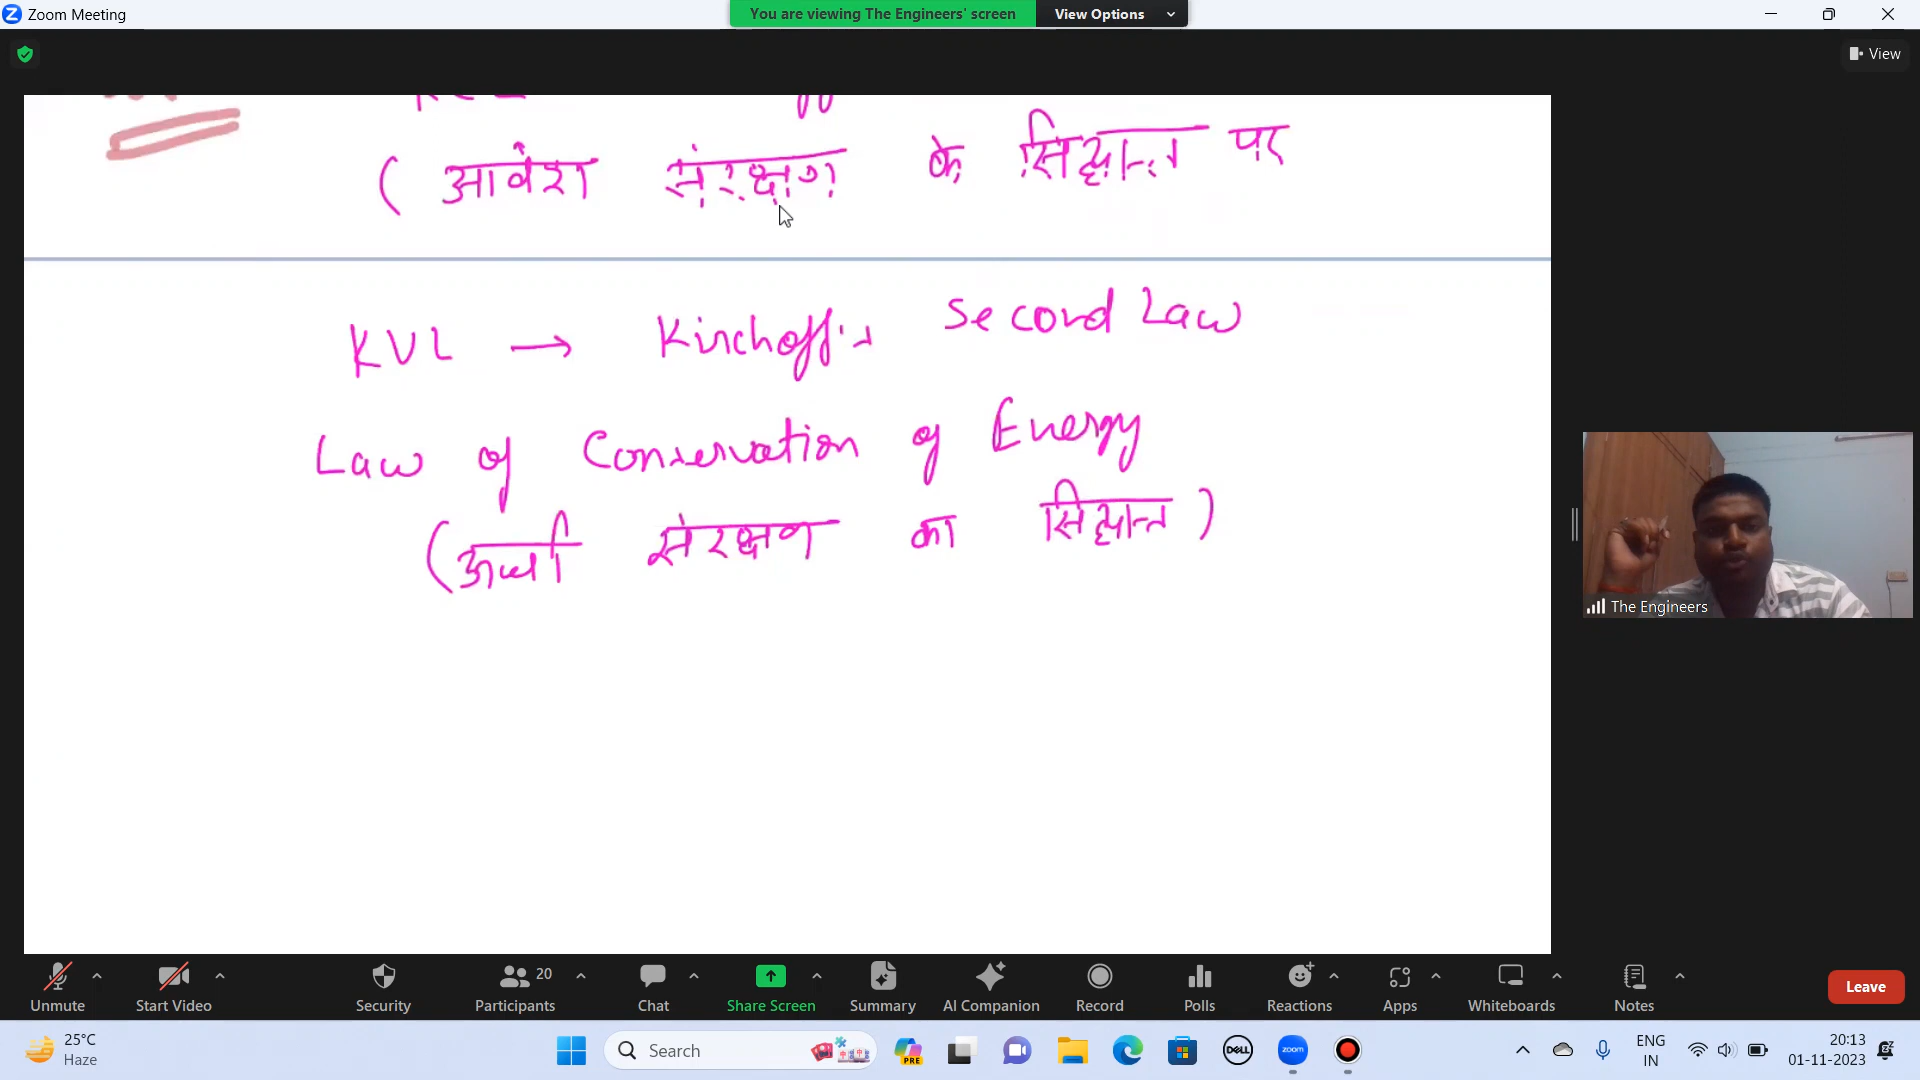 Zoom Meeting
You are viewing The Engineers' screen
View Options
View
( आवेश संरक्षण के सिद्धान्त पर
KVL → Kirchoff's Second Law
Law of Conservation of Energy
(ऊर्जा संरक्षण का सिद्धान्त)
The Engineers
Unmute
Start Video
Security
20
Participants
Chat
Share Screen
Summary
AI Companion
Record
Polls
Reactions
Apps
Whiteboards
Notes
Leave
25°C
Haze
Search
PRE
DELL
zoom
ENG
IN
20:13
01-11-2023